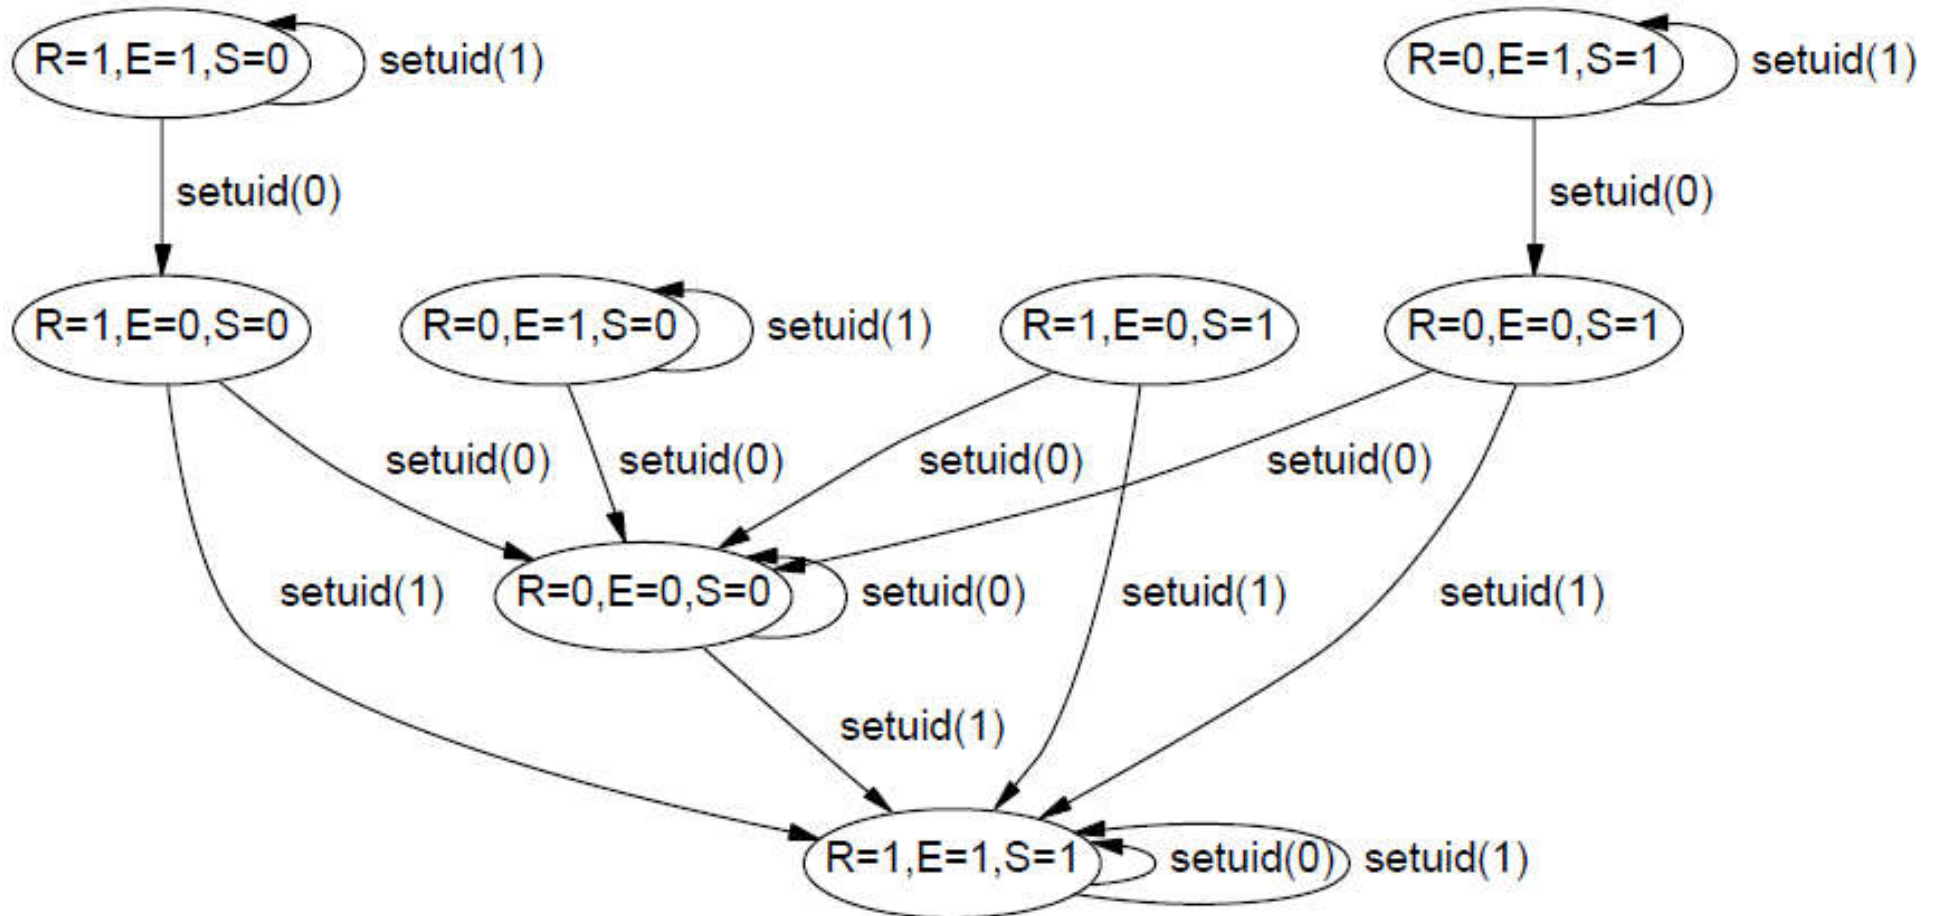 R=1,E=1,S=0
setuid(1)
R=0,E=1,S=1
setuid(1)
setuid(0)
setuid(0)
R=1,E=0,S=0
R=0,E=1,S=0
setuid(1)
R=1,E=0,S=1
R=0,E=0,S=1
setuid(0)
setuid(0)
setuid(0)
setuid(0)
setuid(1)
R=0,E=0,S=0
setuid(0)
setuid(1)
setuid(1)
setuid(1)
R=1,E=1,S=1
setuid(0)
setuid(1)